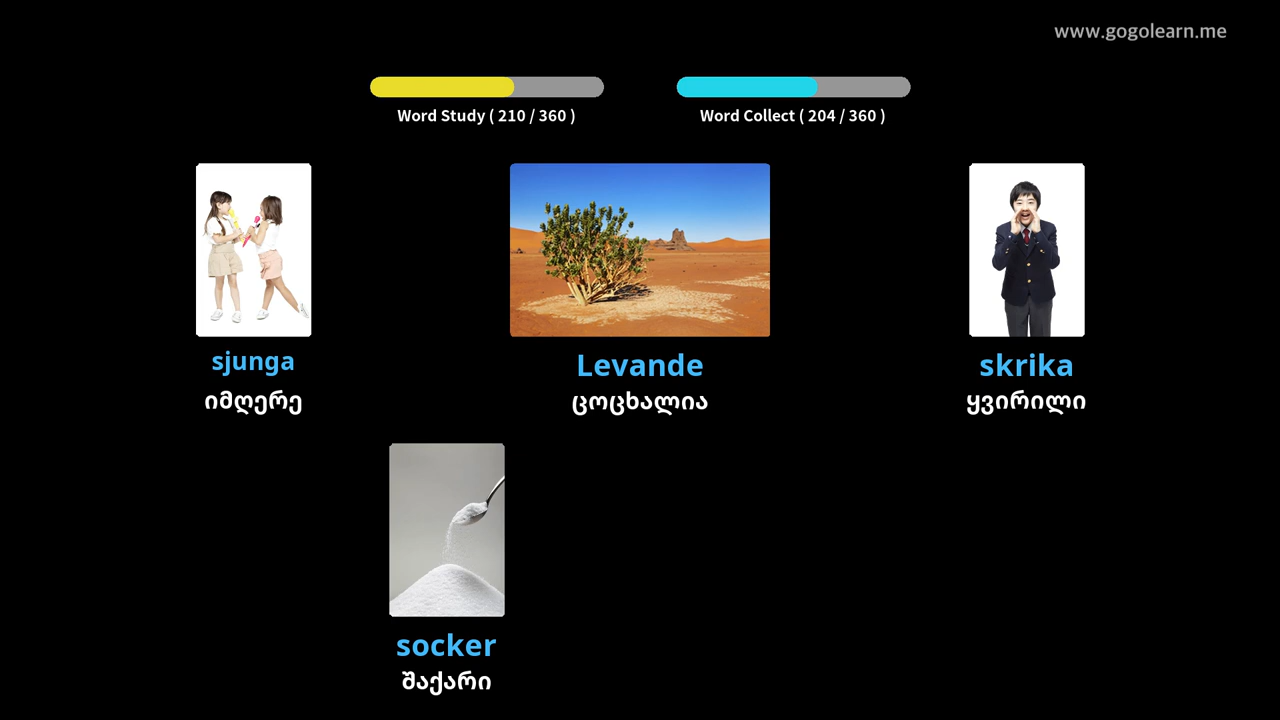 www.gogolearn.me
Word Study ( 210 / 360 )
Word Collect ( 204 / 360 )
sjunga
იმღერე
Levande
ცოცხალია
skrika
ყვირილი
socker
შაქარი